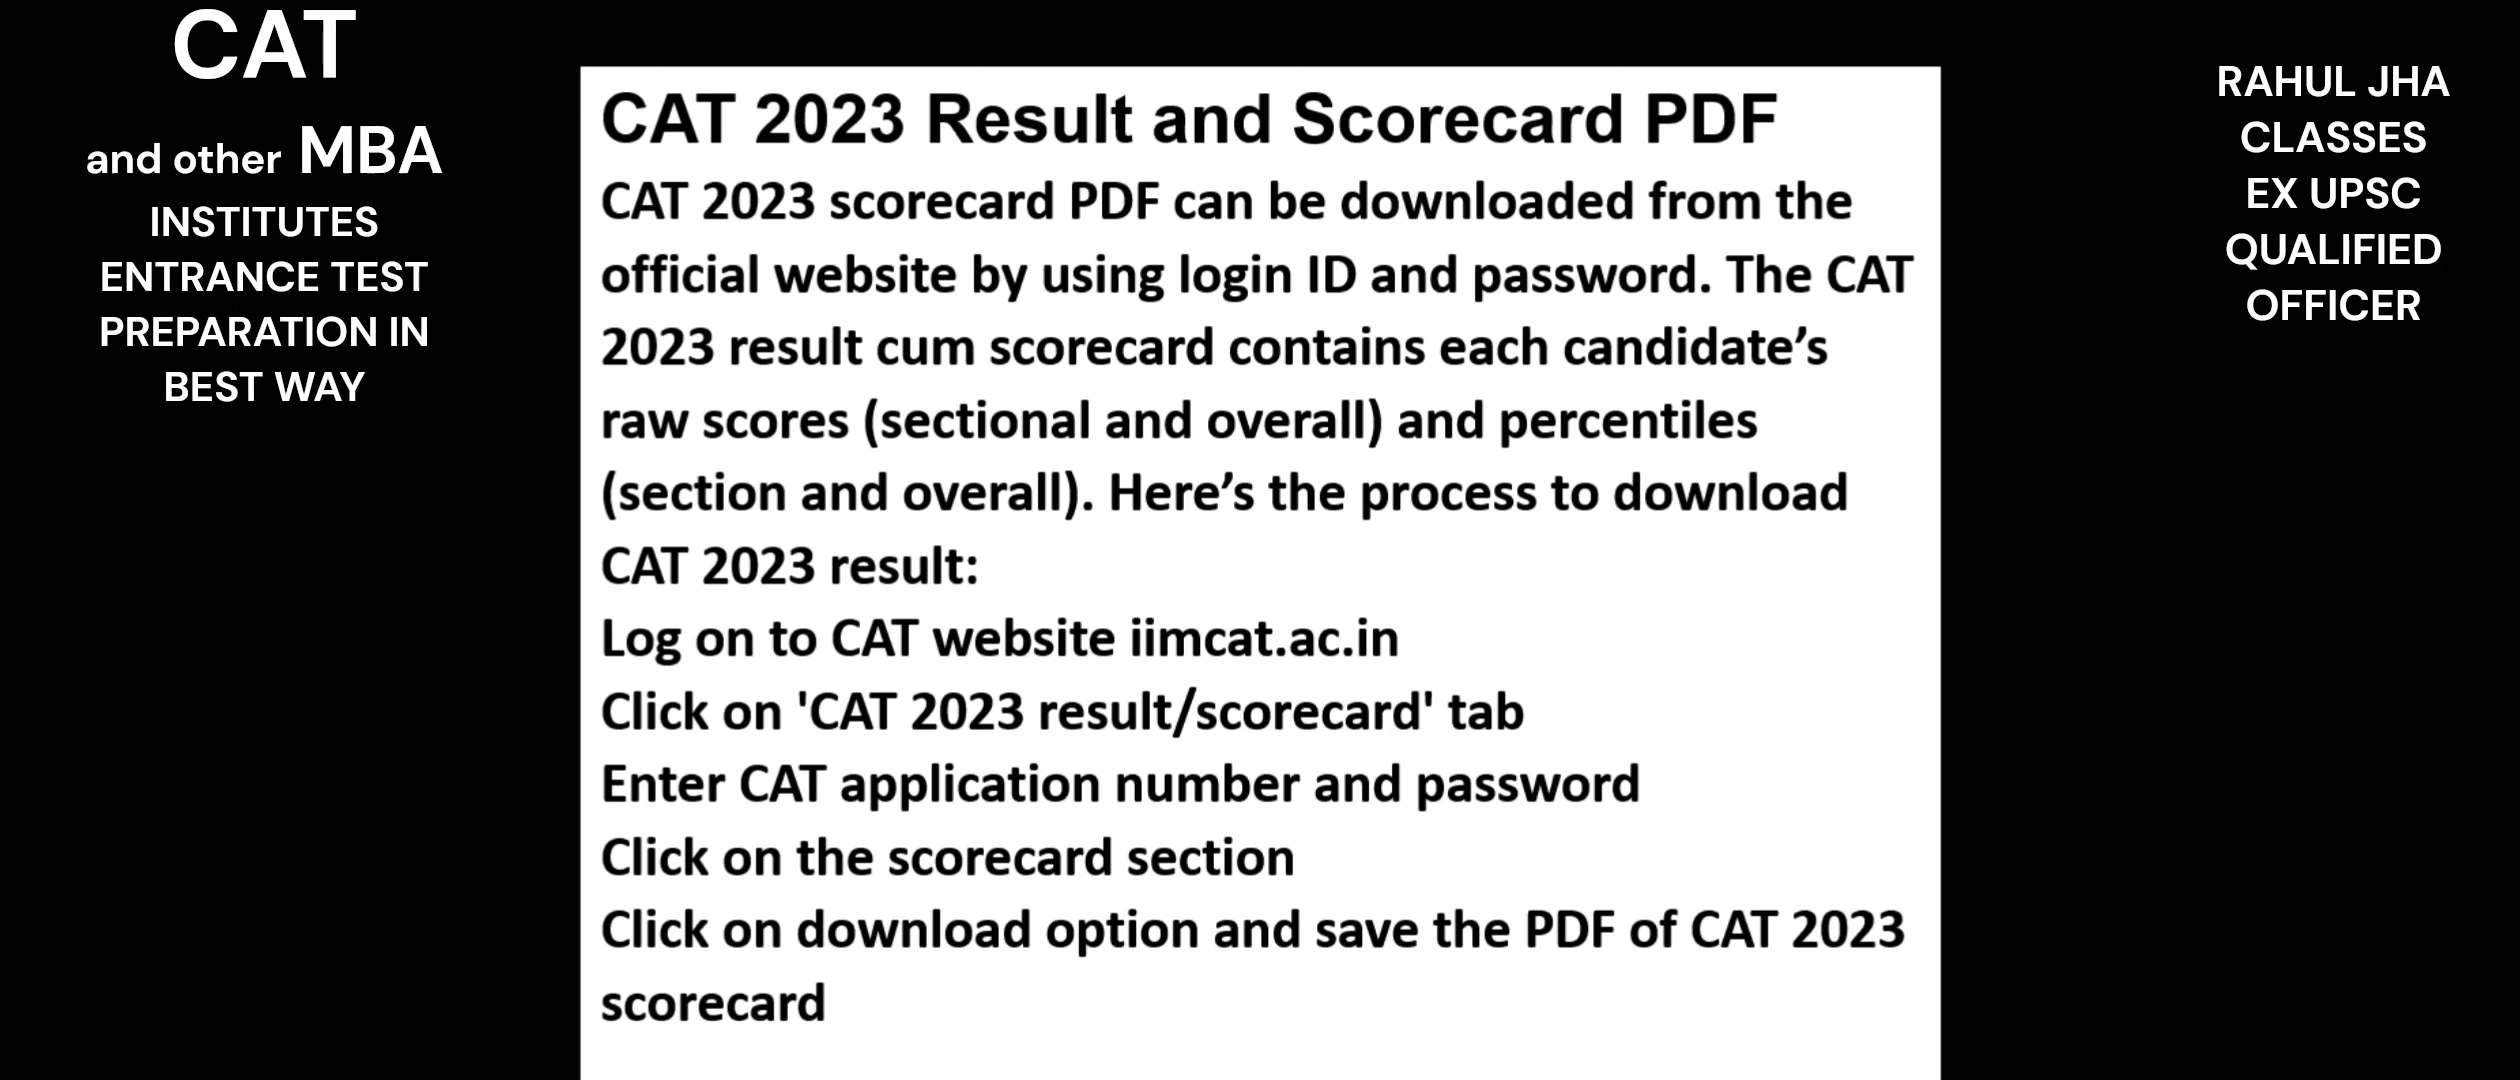 CAT
and other MBA
INSTITUTES
ENTRANCE TEST
PREPARATION IN
BEST WAY
CAT 2023 Result and Scorecard PDF
CAT 2023 scorecard PDF can be downloaded from the
official website by using login ID and password. The CAT
2023 result cum scorecard contains each candidate’s
raw scores (sectional and overall) and percentiles
(section and overall). Here’s the process to download
CAT 2023 result:
Log on to CAT website iimcat.ac.in
Click on 'CAT 2023 result/scorecard' tab
Enter CAT application number and password
Click on the scorecard section
Click on download option and save the PDF of CAT 2023
scorecard
RAHUL JHA
CLASSES
EX UPSC
QUALIFIED
OFFICER